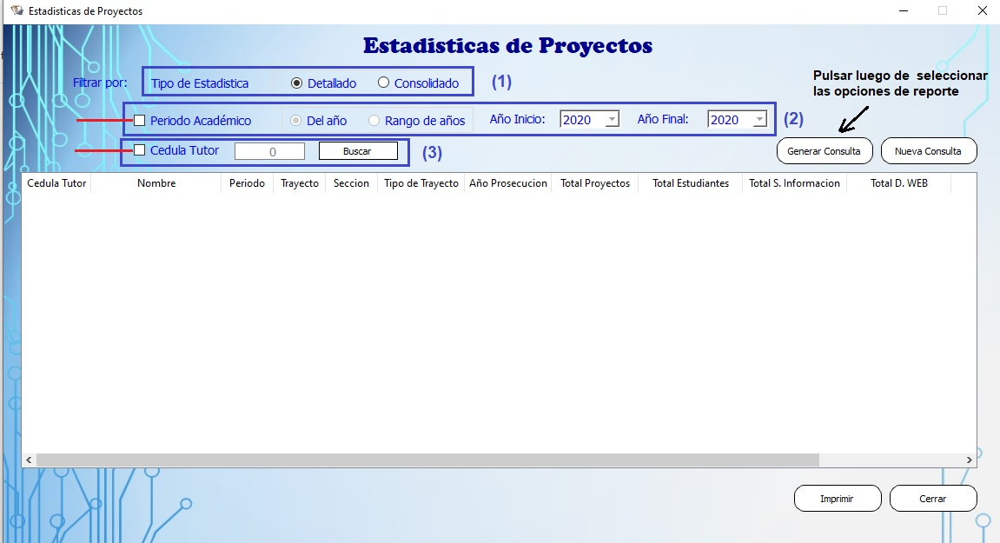 Estadisticas de Proyectos
Estadisticas de Proyectos
Filtrar por: Tipo de Estadistica Detallado Consolidado (1)
Pulsar luego de seleccionar
las opciones de reporte
Periodo Académico Del año Rango de años Año Inicio: 2020 Año Final: 2020 (2)
Cedula Tutor 0 Buscar (3) Generar Consulta Nueva Consulta
Cedula Tutor Nombre Periodo Trayecto Seccion Tipo de Trayecto Año Prosecucion Total Proyectos Total Estudiantes Total S. Informacion Total D. WEB
Imprimir Cerrar